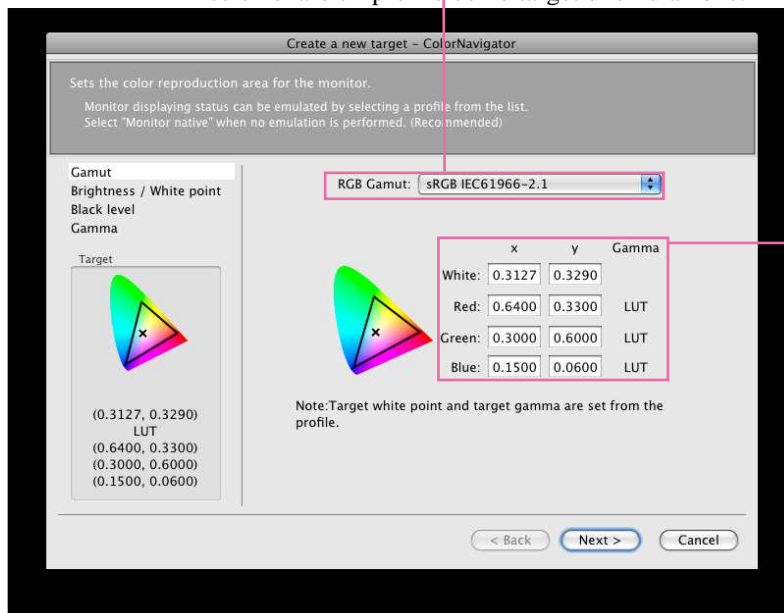 Create a new target - ColorNavigator
Sets the color reproduction area for the monitor.
Monitor displaying status can be emulated by selecting a profile from the list.
Select "Monitor native" when no emulation is performed. (Recommended)
Gamut
Brightness / White point
Black level
Gamma
Target
(0.3127, 0.3290)
LUT
(0.6400, 0.3300)
(0.3000, 0.6000)
(0.1500, 0.0600)
RGB Gamut: sRGB IEC61966-2.1
x y Gamma
White: 0.3127 0.3290
Red: 0.6400 0.3300 LUT
Green: 0.3000 0.6000 LUT
Blue: 0.1500 0.0600 LUT
Note:Target white point and target gamma are set from the
profile.
< Back Next > Cancel